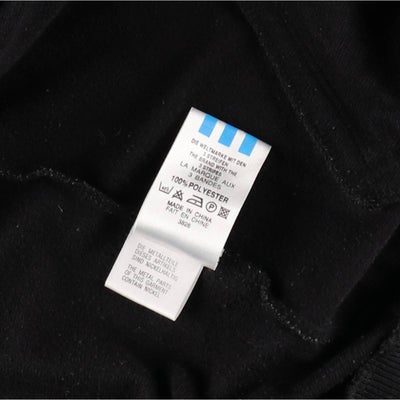 DIE WELTMARKE MIT DEN
3 STREIFEN
THE BRAND WITH THE
3 STRIPES
LA MARQUE AUX
3 BANDES
100% POLYESTER
MADE IN CHINA
FAIT EN CHINE
3828
DIE METALLTEILE
DIESES ARTIKELS
SIND NICKELHALTIG
THE METAL PARTS
OF THIS GARMENT
CONTAIN NICKEL